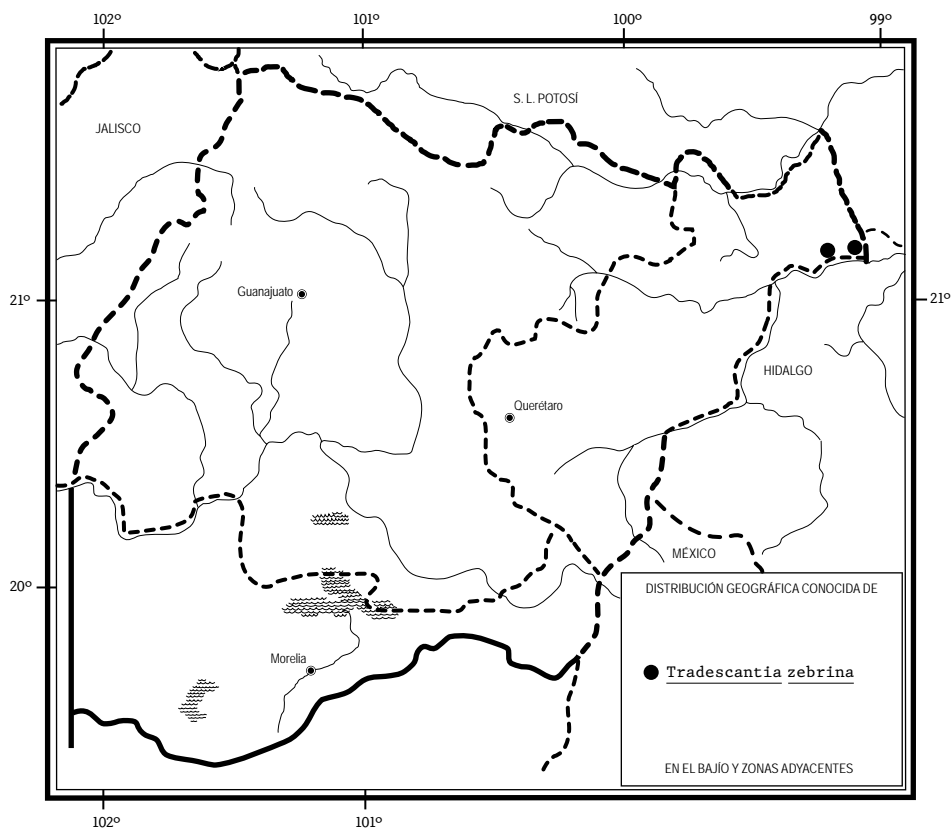 102º 101º 100º 99º
S. L. POTOSÍ
JALISCO
Guanajuato
21º 21º
HIDALGO
Querétaro
MÉXICO
20º
DISTRIBUCIÓN GEOGRÁFICA CONOCIDA DE
Morelia
Tradescantia zebrina
EN EL BAJÍO Y ZONAS ADYACENTES
102º 101º